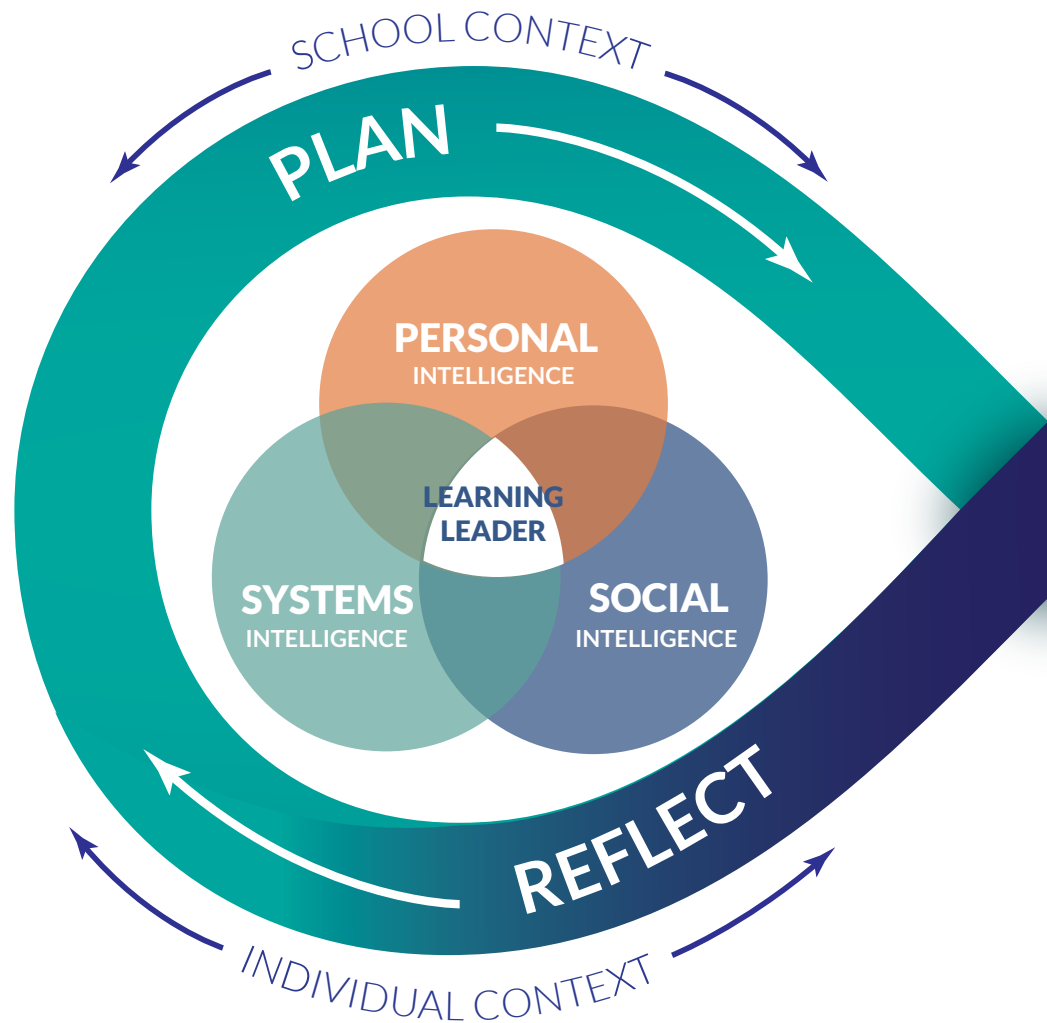 SCHOOL CONTEXT
PLAN
PERSONAL
INTELLIGENCE
LEARNING
LEADER
SYSTEMS
INTELLIGENCE
SOCIAL
INTELLIGENCE
REFLECT
INDIVIDUAL CONTEXT